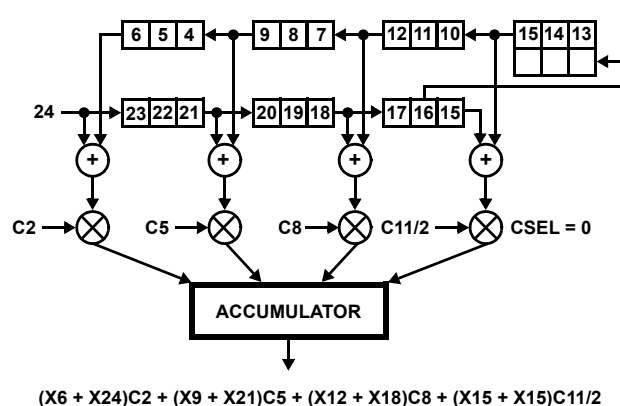 6 5 4 9 8 7 12 11 10 15 14 13
24 23 22 21 20 19 18 17 16 15
+ + + +
C2 C5 C8 C11/2 CSEL = 0
ACCUMULATOR
(X6 + X24)C2 + (X9 + X21)C5 + (X12 + X18)C8 + (X15 + X15)C11/2